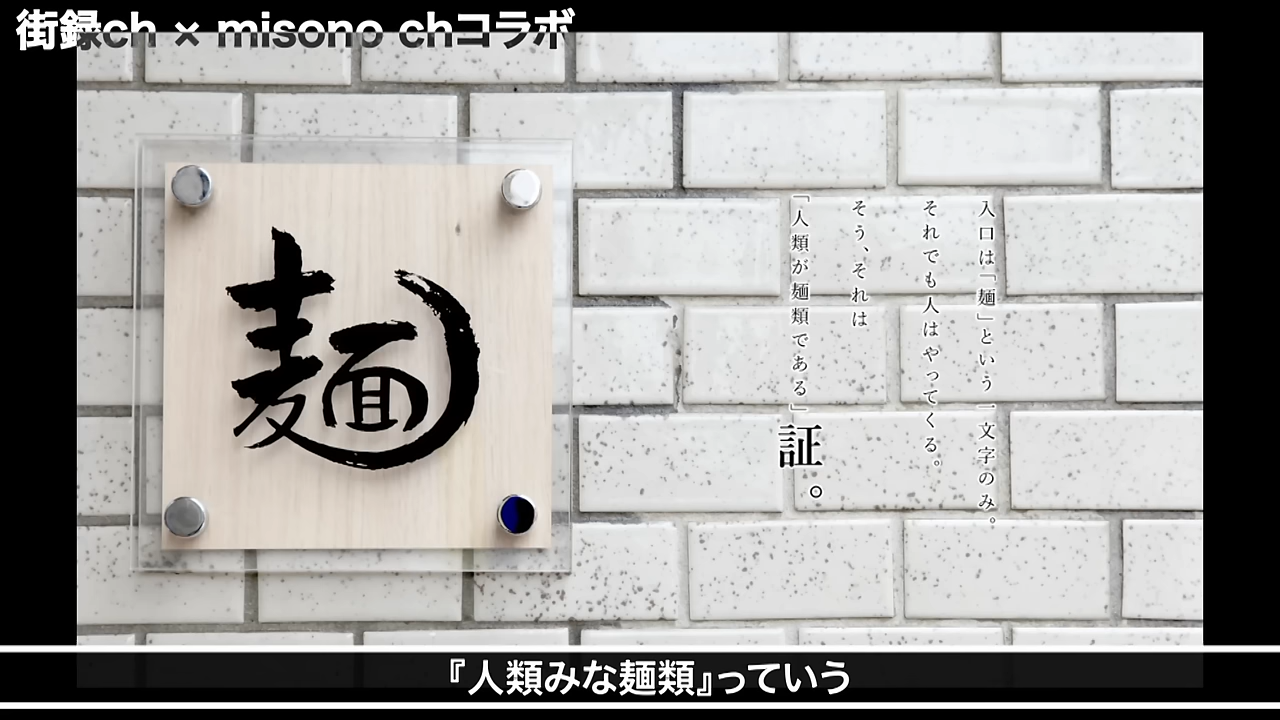 街録ch × misono chコラボ
麺
入口は「麺」という一文字のみ。
それでも人はやってくる。
そう、それは
「人類が麺類である」証。
『人類みな麺類』っていう